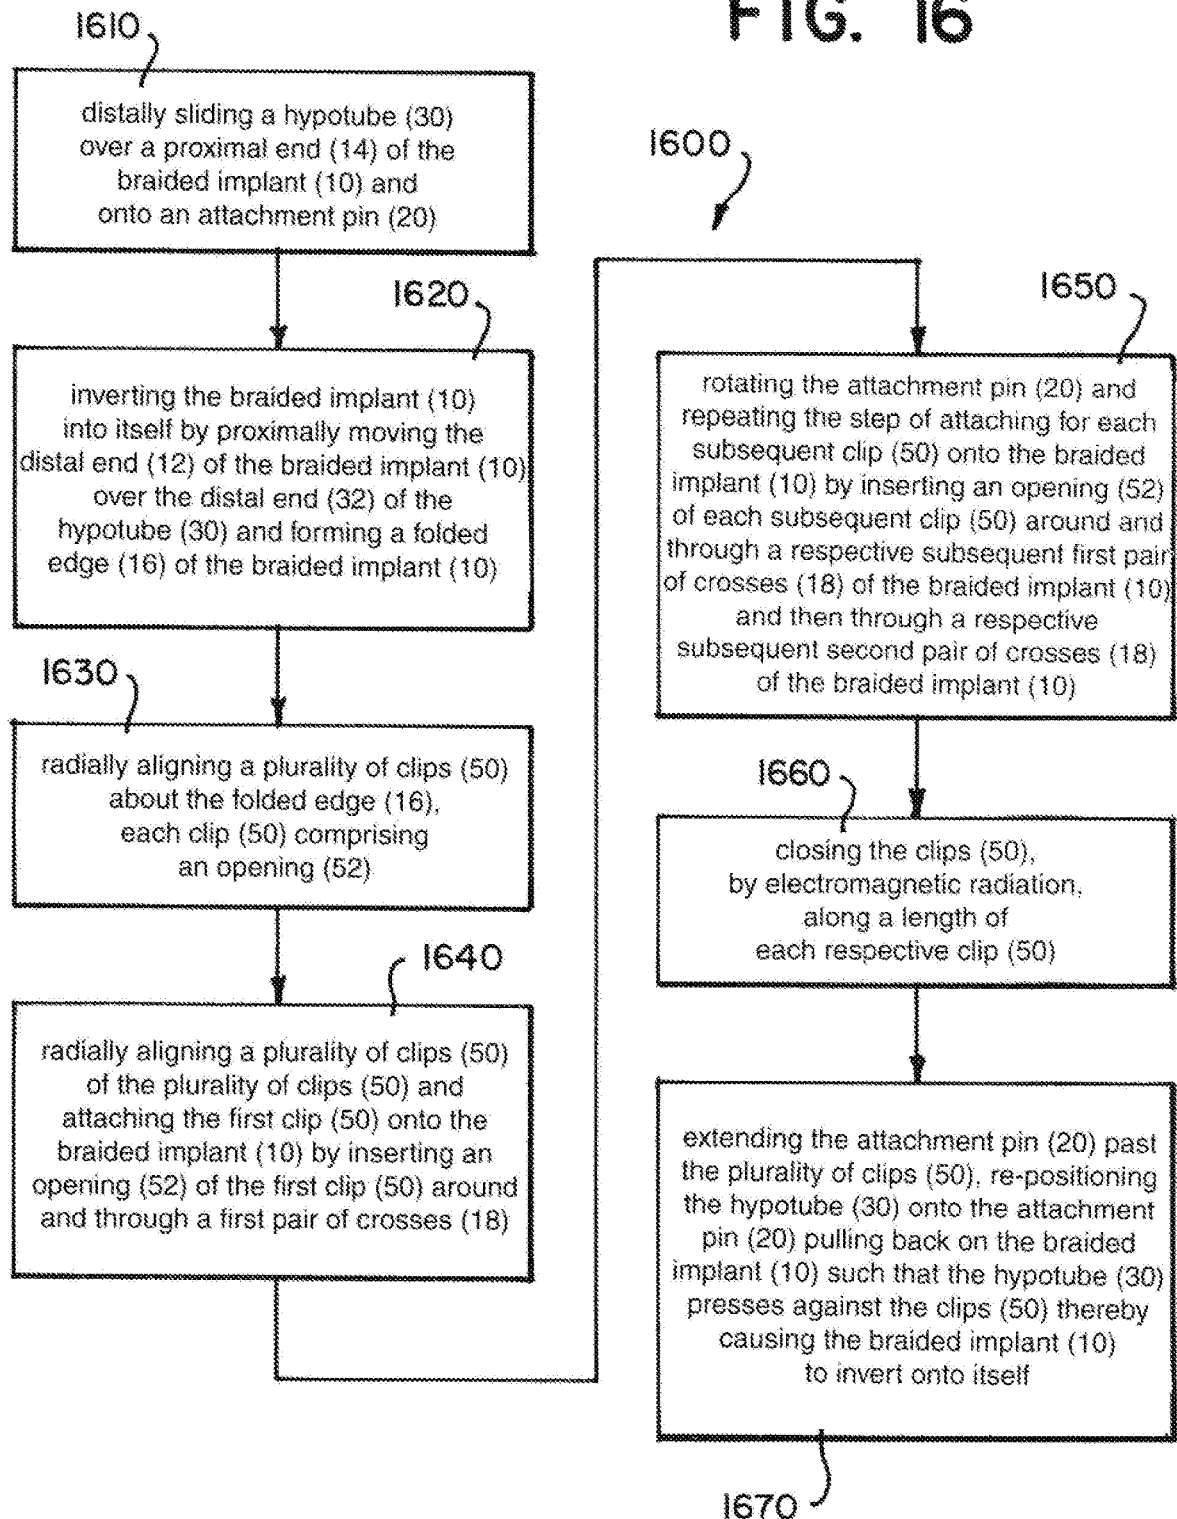 FIG. 16
1610
distally sliding a hypotube (30)
over a proximal end (14) of the
braided implant (10) and
onto an attachment pin (20)
1620
inverting the braided implant (10)
into itself by proximally moving the
distal end (12) of the braided implant (10)
over the distal end (32) of the
hypotube (30) and forming a folded
edge (16) of the braided implant (10)
1630
radially aligning a plurality of clips (50)
about the folded edge (16),
each clip (50) comprising
an opening (52)
1640
radially aligning a plurality of clips (50)
of the plurality of clips (50) and
attaching the first clip (50) onto the
braided implant (10) by inserting an
opening (52) of the first clip (50) around
and through a first pair of crosses (18)
1600
1650
rotating the attachment pin (20) and
repeating the step of attaching for each
subsequent clip (50) onto the braided
implant (10) by inserting an opening (52)
of each subsequent clip (50) around and
through a respective subsequent first pair
of crosses (18) of the braided implant (10)
and then through a respective
subsequent second pair of crosses (18)
of the braided implant (10)
1660
closing the clips (50),
by electromagnetic radiation,
along a length of
each respective clip (50)
extending the attachment pin (20) past
the plurality of clips (50), re-positioning
the hypotube (30) onto the attachment
pin (20) pulling back on the braided
implant (10) such that the hypotube (30)
presses against the clips (50) thereby
causing the braided implant (10)
to invert onto itself
1670